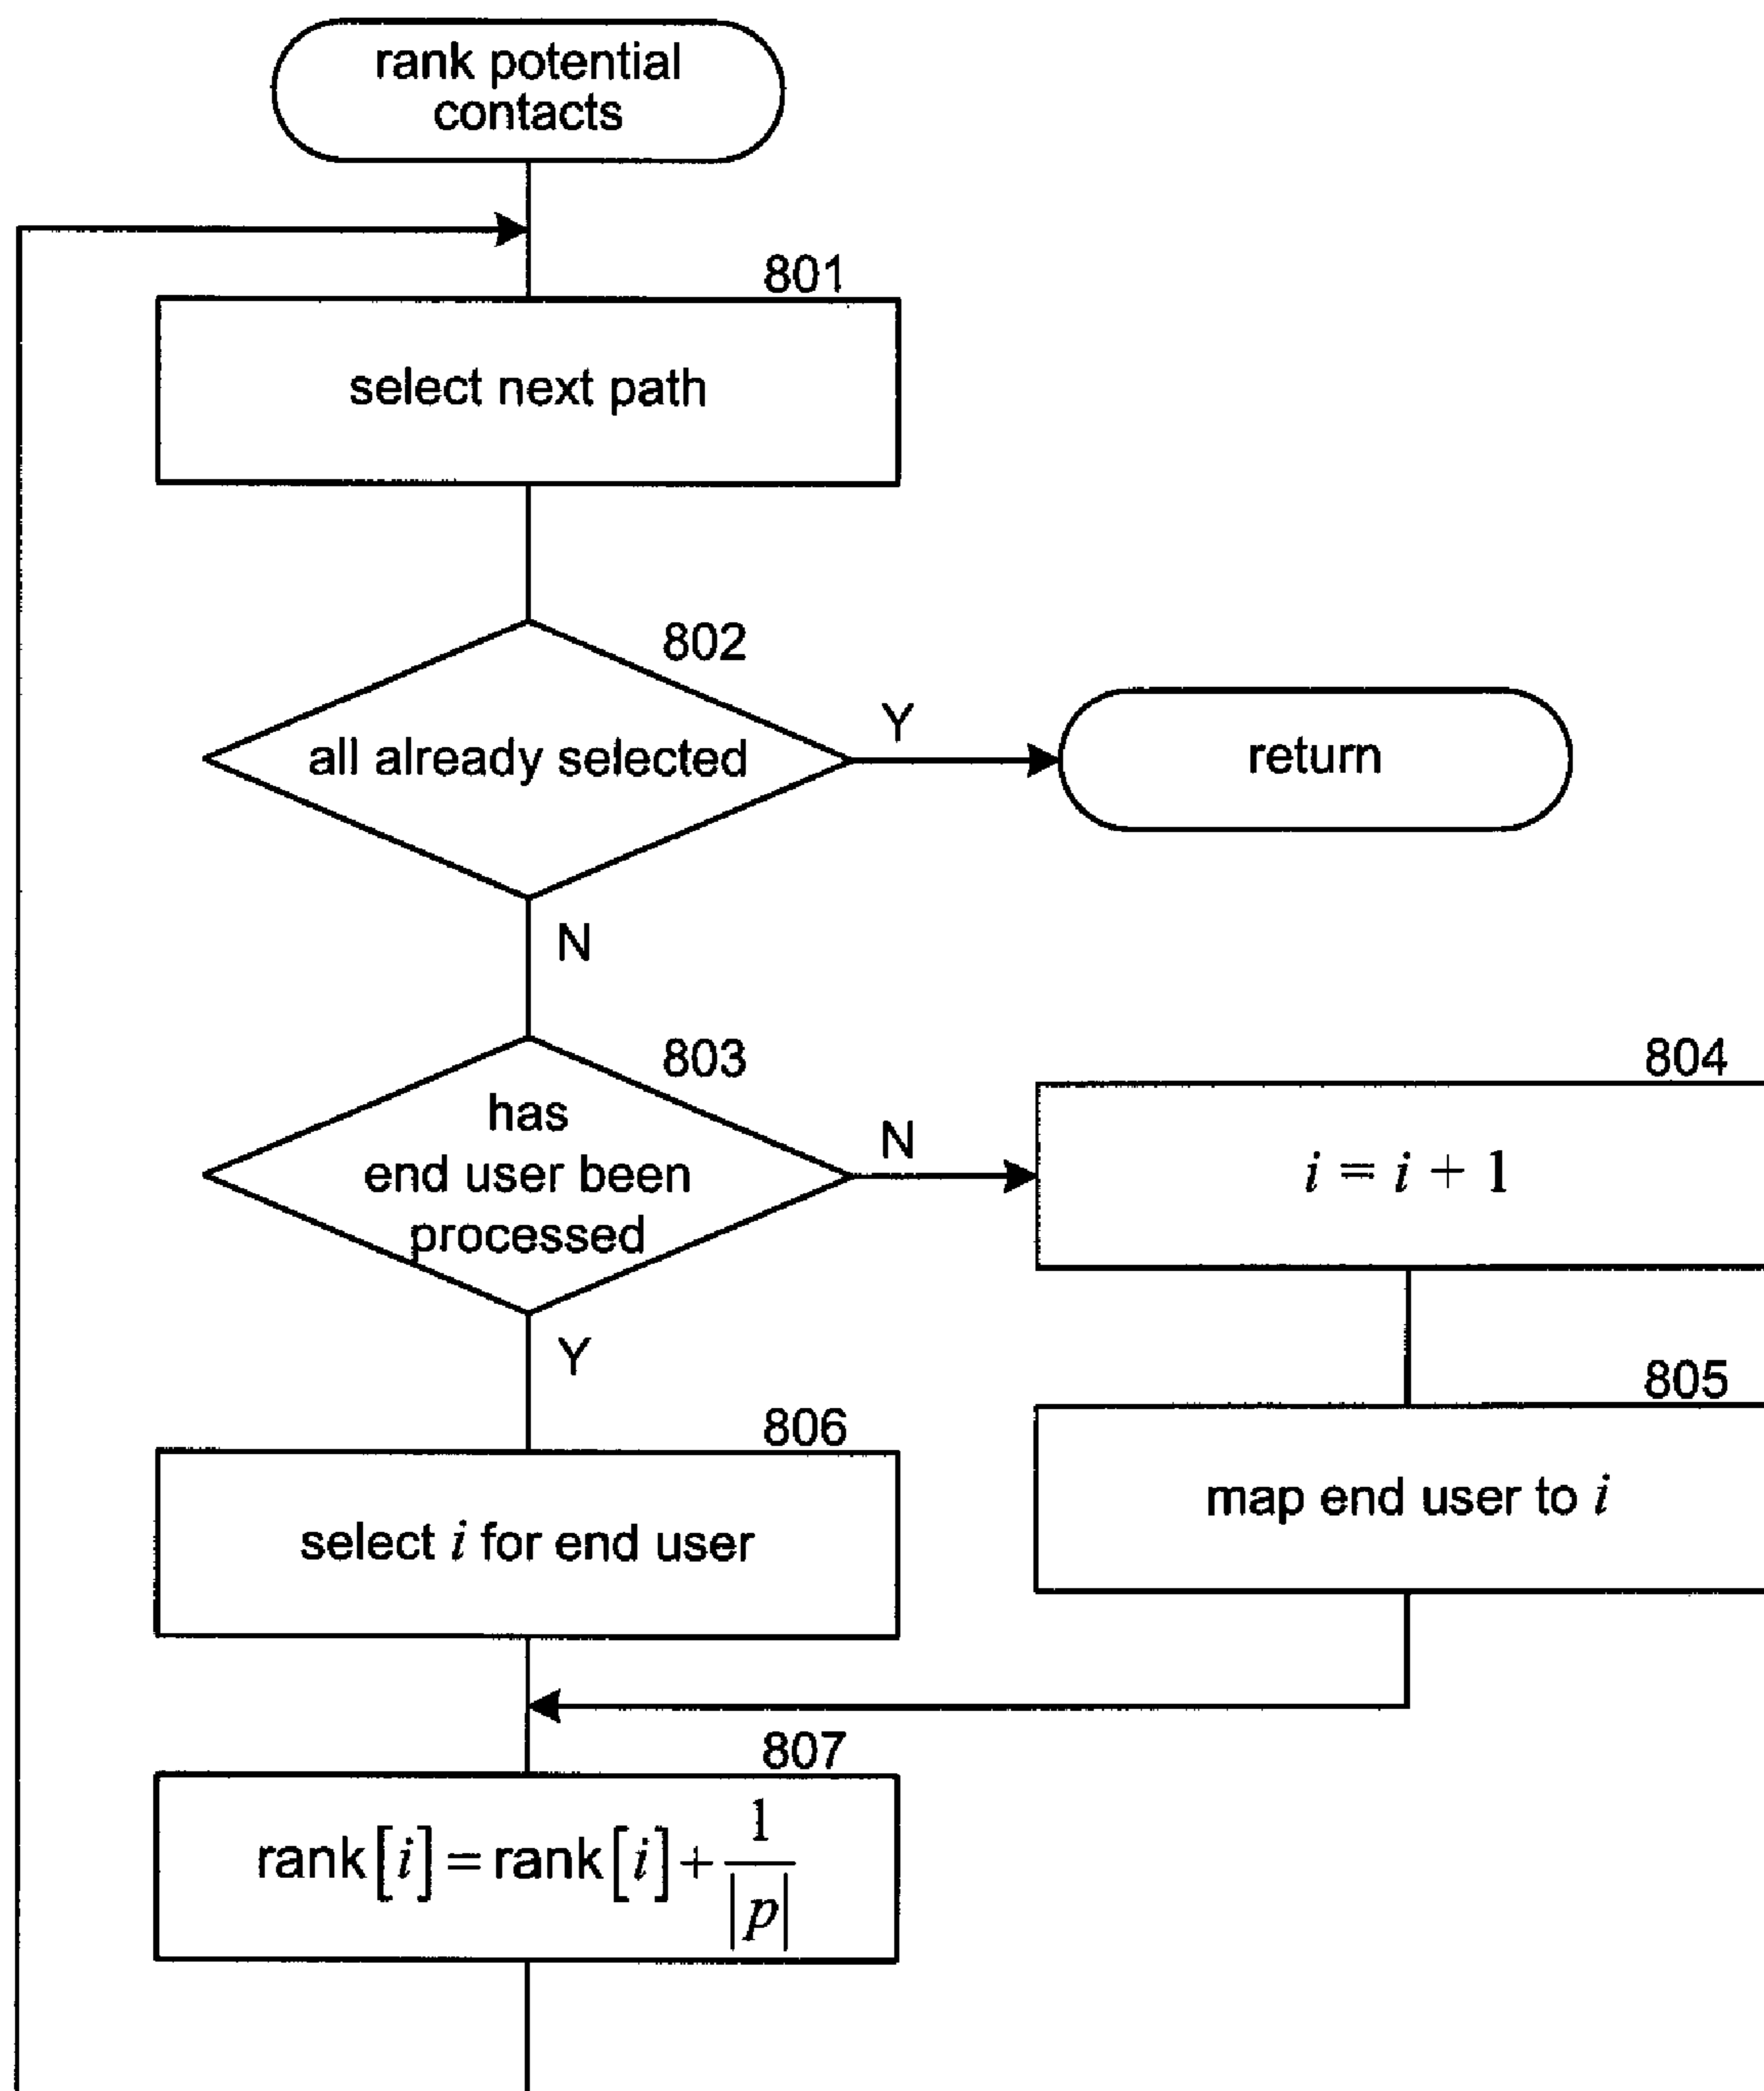 rank potential
contacts
801
select next path
802
all already selected
Y
return
N
803
has
end user been
processed
N
804
i = i + 1
Y
805
map end user to i
806
select i for end user
807
rank[i] = rank[i] + 1/|p|